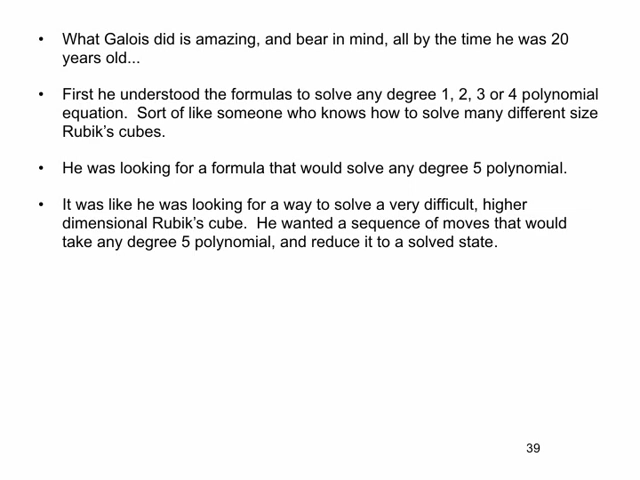 • What Galois did is amazing, and bear in mind, all by the time he was 20
years old...
• First he understood the formulas to solve any degree 1, 2, 3 or 4 polynomial
equation.  Sort of like someone who knows how to solve many different size
Rubik’s cubes.
• He was looking for a formula that would solve any degree 5 polynomial.
• It was like he was looking for a way to solve a very difficult, higher
dimensional Rubik’s cube.  He wanted a sequence of moves that would
take any degree 5 polynomial, and reduce it to a solved state.
39